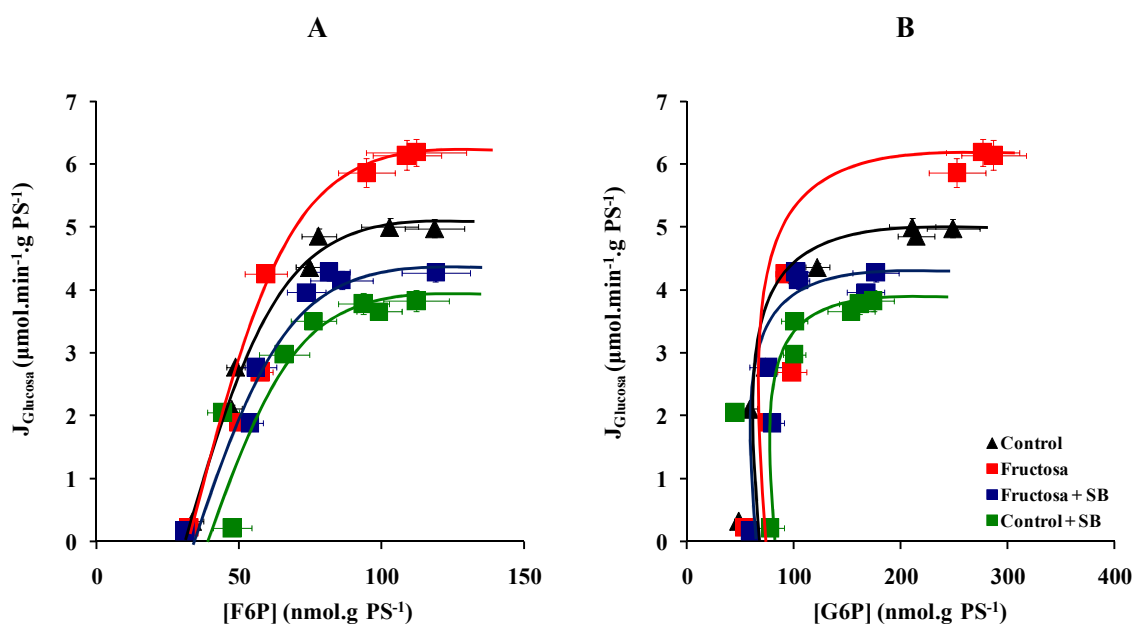 A
B
7
6
5
4
3
2
1
0
J Glucosa (µmol.min⁻¹.g PS⁻¹)
0 50 100 150
[F6P] (nmol.g PS⁻¹)
7
6
5
4
3
2
1
0
J Glucosa (µmol.min⁻¹.g PS⁻¹)
Control
Fructosa
Fructosa + SB
Control + SB
0 100 200 300 400
[G6P] (nmol.g PS⁻¹)